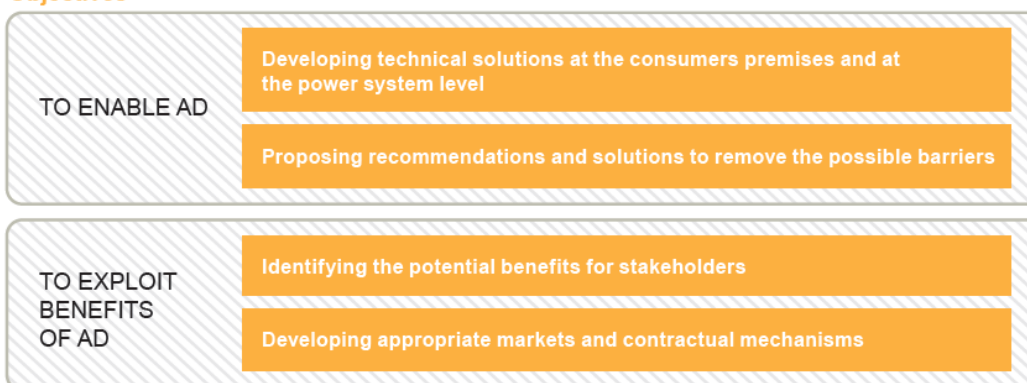 Objectives
TO ENABLE AD
Developing technical solutions at the consumers premises and at
the power system level
Proposing recommendations and solutions to remove the possible barriers
TO EXPLOIT
BENEFITS
OF AD
Identifying the potential benefits for stakeholders
Developing appropriate markets and contractual mechanisms